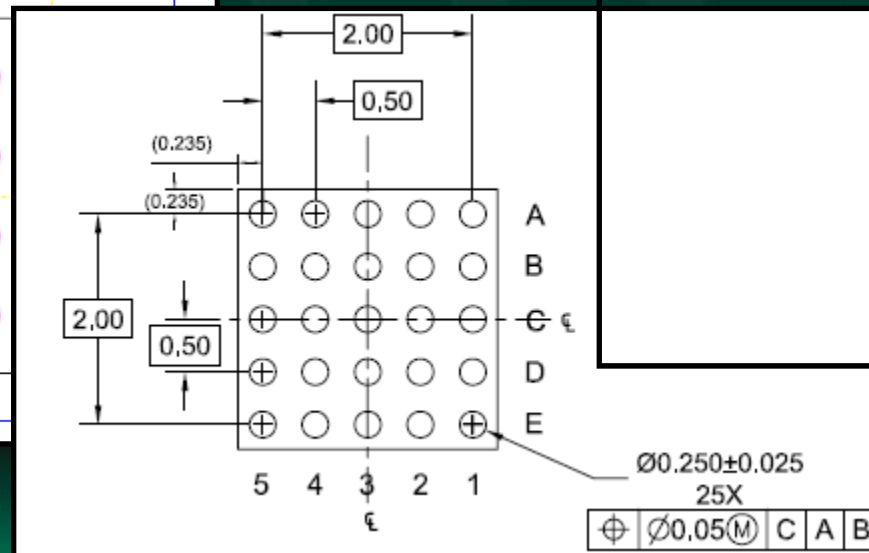 2.00
0,50
(0.235)
(0.235)
A
B
2,00
C ℄
0,50
D
E
5 4 3 2 1
℄
Ø0.250±0.025
25X
⌖ Ø0,05Ⓜ C A B